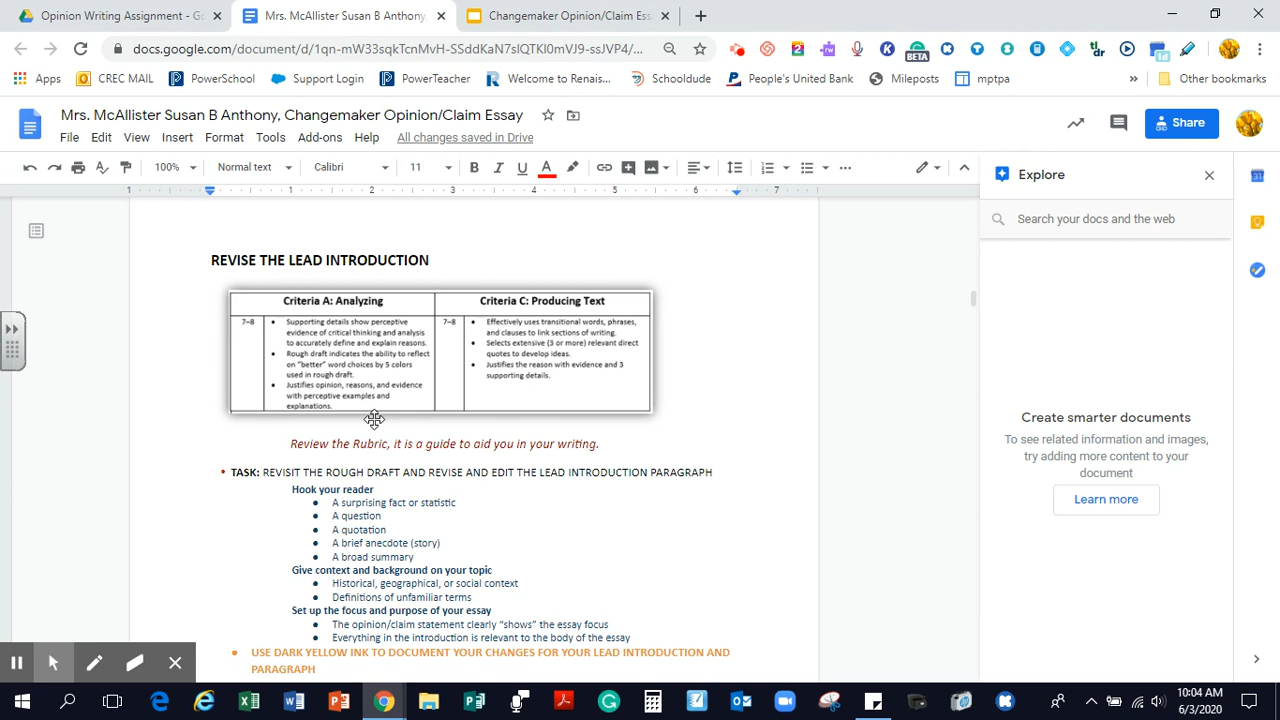 Opinion Writing Assignment - Go
Mrs. McAllister Susan B Anthony,
Changemaker Opinion/Claim Ess
docs.google.com/document/d/1qn-mW33sqkTcnMvH-SSddKaN7slQTKl0mVJ9-ssJVP4/...
Apps
CREC MAIL
PowerSchool
Support Login
PowerTeacher
Welcome to Renais...
Schooldude
People's United Bank
Mileposts
mptpa
Other bookmarks
Mrs. McAllister Susan B Anthony, Changemaker Opinion/Claim Essay
File Edit View Insert Format Tools Add-ons Help All changes saved in Drive
Share
100% Normal text Calibri 11
Explore
Search your docs and the web
REVISE THE LEAD INTRODUCTION
Criteria A: Analyzing
Criteria C: Producing Text
7–8
• Supporting details show perceptive
evidence of critical thinking and analysis
to accurately define and explain reasons.
• Rough draft indicates the ability to reflect
on "better" word choices by 5 colors
used in rough draft.
• Justifies opinion, reasons, and evidence
with perceptive examples and
explanations.
7–8
• Effectively uses transitional words, phrases,
and clauses to link sections of writing.
• Selects extensive (3 or more) relevant direct
quotes to develop ideas.
• Justifies the reason with evidence and 3
supporting details.
Review the Rubric, it is a guide to aid you in your writing.
• TASK: REVISIT THE ROUGH DRAFT AND REVISE AND EDIT THE LEAD INTRODUCTION PARAGRAPH
Hook your reader
• A surprising fact or statistic
• A question
• A quotation
• A brief anecdote (story)
• A broad summary
Give context and background on your topic
• Historical, geographical, or social context
• Definitions of unfamiliar terms
Set up the focus and purpose of your essay
• The opinion/claim statement clearly "shows" the essay focus
• Everything in the introduction is relevant to the body of the essay
• USE DARK YELLOW INK TO DOCUMENT YOUR CHANGES FOR YOUR LEAD INTRODUCTION AND
PARAGRAPH
Create smarter documents
To see related information and images,
try adding more content to your
document
Learn more
10:04 AM
6/3/2020